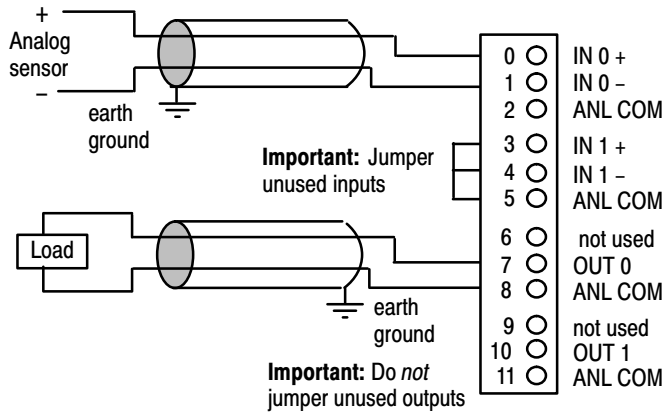 +
Analog
sensor
−
earth
ground
Important: Jumper
unused inputs
Load
earth
ground
Important: Do not
jumper unused outputs
0 IN 0 +
1 IN 0 −
2 ANL COM
3 IN 1 +
4 IN 1 −
5 ANL COM
6 not used
7 OUT 0
8 ANL COM
9 not used
10 OUT 1
11 ANL COM